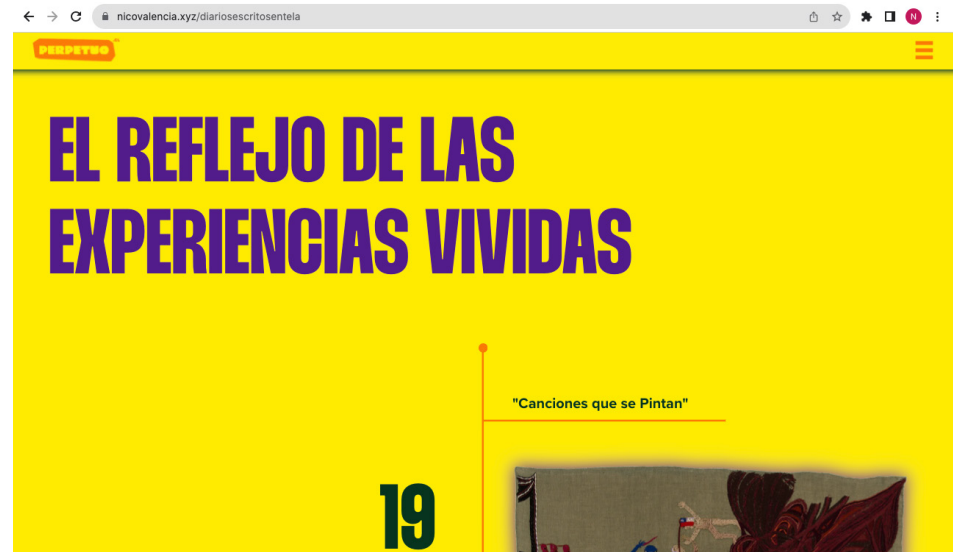 nicovalencia.xyz/diariosescritosentela
N
PERPETUO
EL REFLEJO DE LAS
EXPERIENCIAS VIVIDAS
"Canciones que se Pintan"
19